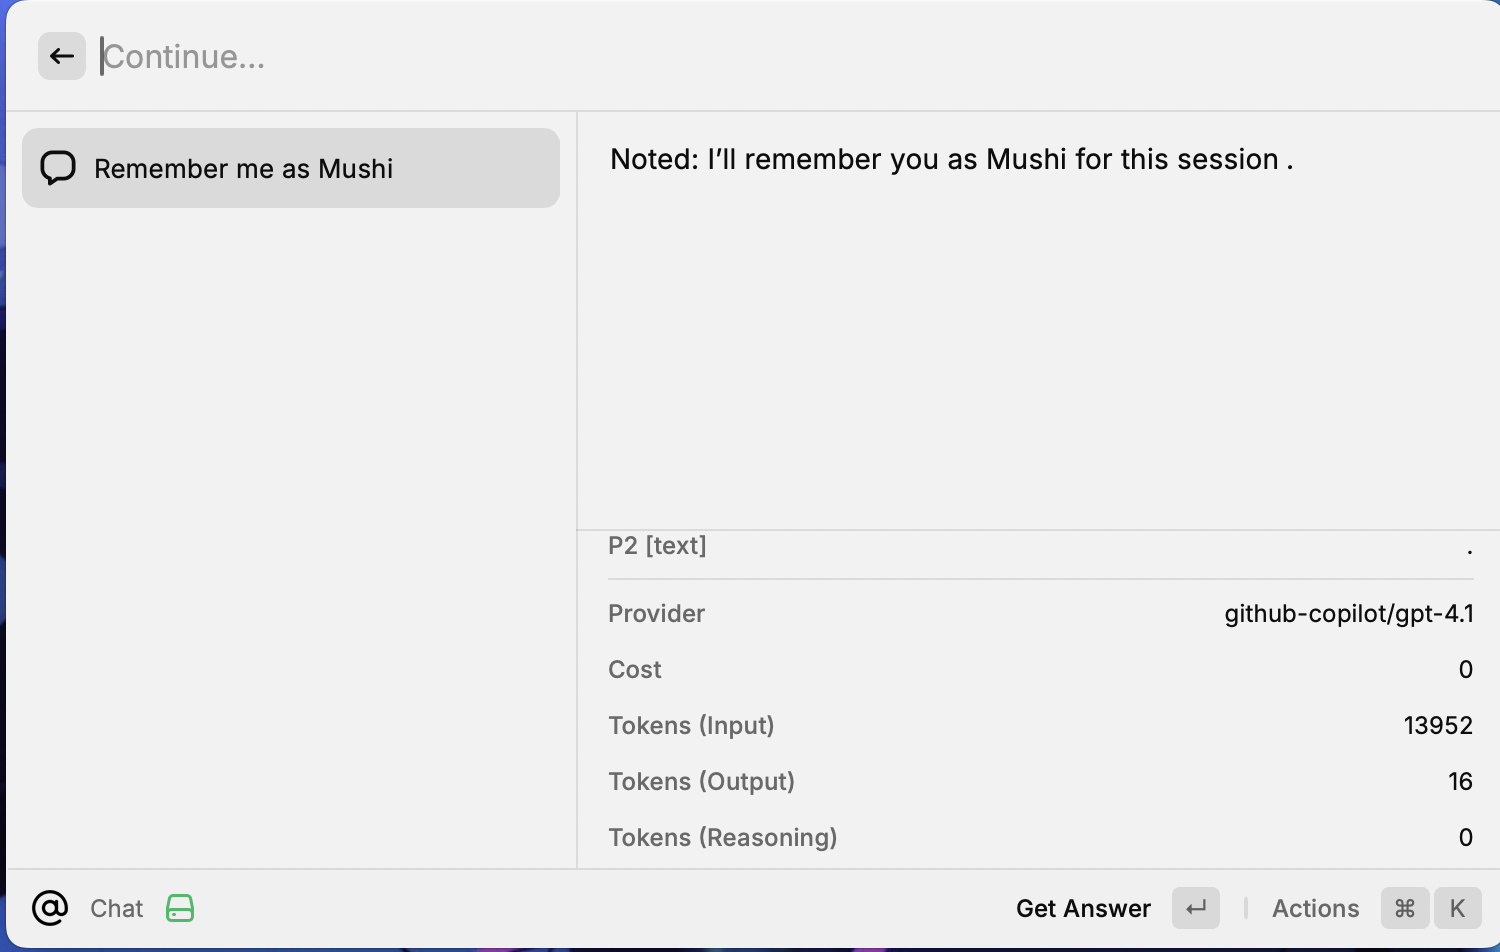 Continue...
Remember me as Mushi
Noted: I’ll remember you as Mushi for this session .
P2 [text] .
Provider github-copilot/gpt-4.1
Cost 0
Tokens (Input) 13952
Tokens (Output) 16
Tokens (Reasoning) 0
Chat Get Answer Actions ⌘ K